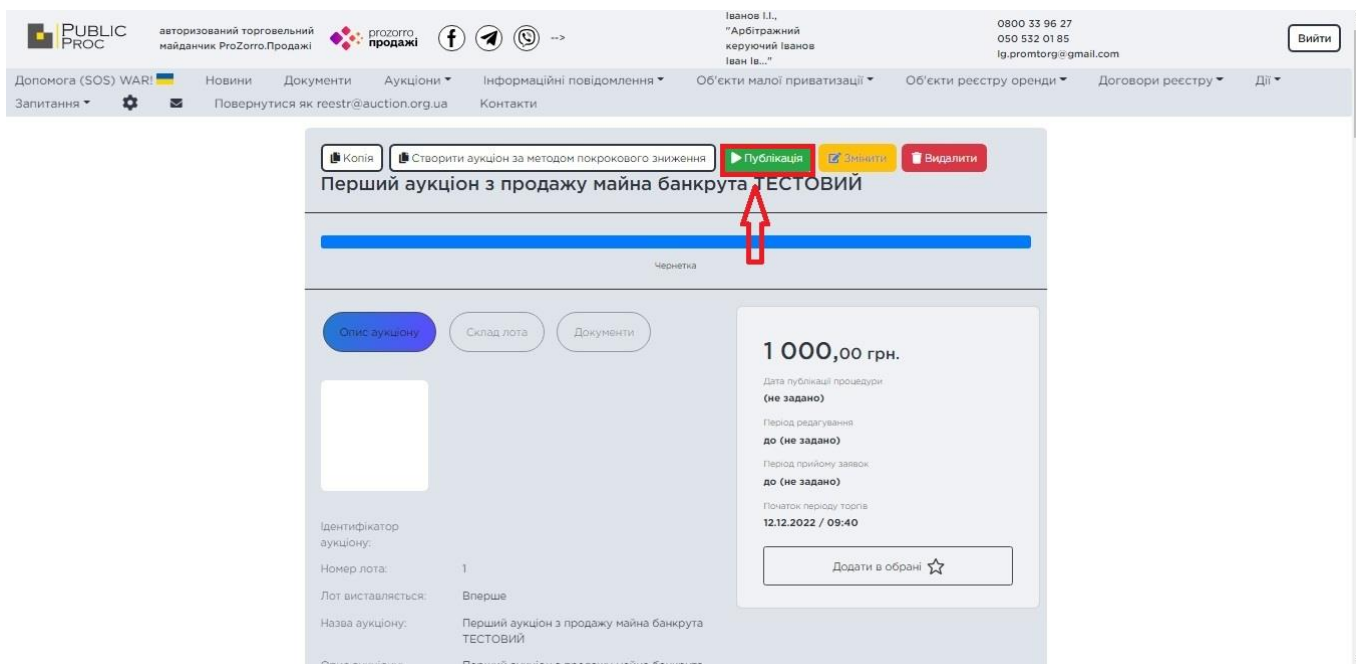 PUBLIC
PROC
авторизований торговельний
майданчик ProZorro.Продажі
prozorro
продажі
-->
Іванов І.І.,
"Арбітражний
керуючий Іванов
Іван Ів..."
0800 33 96 27
050 532 01 85
lg.promtorg@gmail.com
Вийти
Допомога (SOS) WAR! Новини Документи Аукціони Інформаційні повідомлення Об'єкти малої приватизації Об'єкти реєстру оренди Договори реєстру Дії
Запитання Повернутися як reestr@auction.org.ua Контакти
Копія Створити аукціон за методом покрокового зниження Публікація Змінити Видалити
Перший аукціон з продажу майна банкрута ТЕСТОВИЙ
Чернетка
Опис аукціону Склад лота Документи
1 000,00 грн.
Дата публікації процедури
(не задано)
Період редагування
до (не задано)
Період прийому заявок
до (не задано)
Початок періоду торгів
12.12.2022 / 09:40
Додати в обрані
Ідентифікатор
аукціону:
Номер лота: 1
Лот виставляється: Вперше
Назва аукціону: Перший аукціон з продажу майна банкрута
ТЕСТОВИЙ